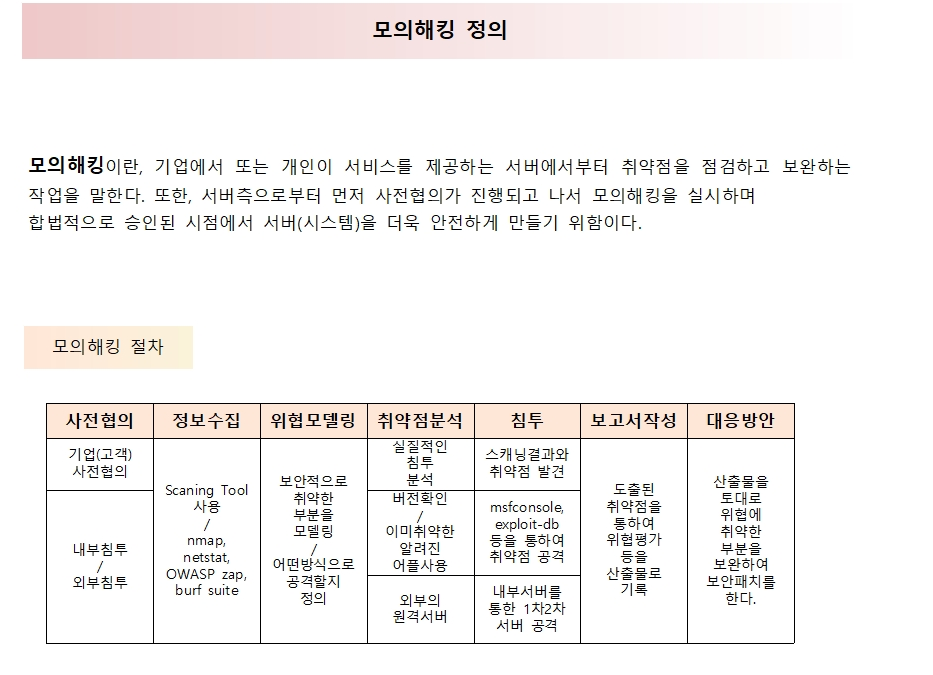 모의해킹 정의
모의해킹이란, 기업에서 또는 개인이 서비스를 제공하는 서버에서부터 취약점을 점검하고 보완하는
작업을 말한다. 또한, 서버측으로부터 먼저 사전협의가 진행되고 나서 모의해킹을 실시하며
합법적으로 승인된 시점에서 서버(시스템)을 더욱 안전하게 만들기 위함이다.
모의해킹 절차
사전협의 정보수집 위협모델링 취약점분석 침투 보고서작성 대응방안
기업(고객)
사전협의
내부침투
/
외부침투
Scaning Tool
사용
/
nmap,
netstat,
OWASP zap,
burf suite
보안적으로
취약한
부분을
모델링
/
어떤방식으로
공격할지
정의
실질적인
침투
분석
버전확인
/
이미취약한
알려진
어플사용
외부의
원격서버
스캐닝결과와
취약점 발견
msfconsole,
exploit-db
등을 통하여
취약점 공격
내부서버를
통한 1차2차
서버 공격
도출된
취약점을
통하여
위협평가
등을
산출물로
기록
산출물을
토대로
위협에
취약한
부분을
보완하여
보안패치를
한다.